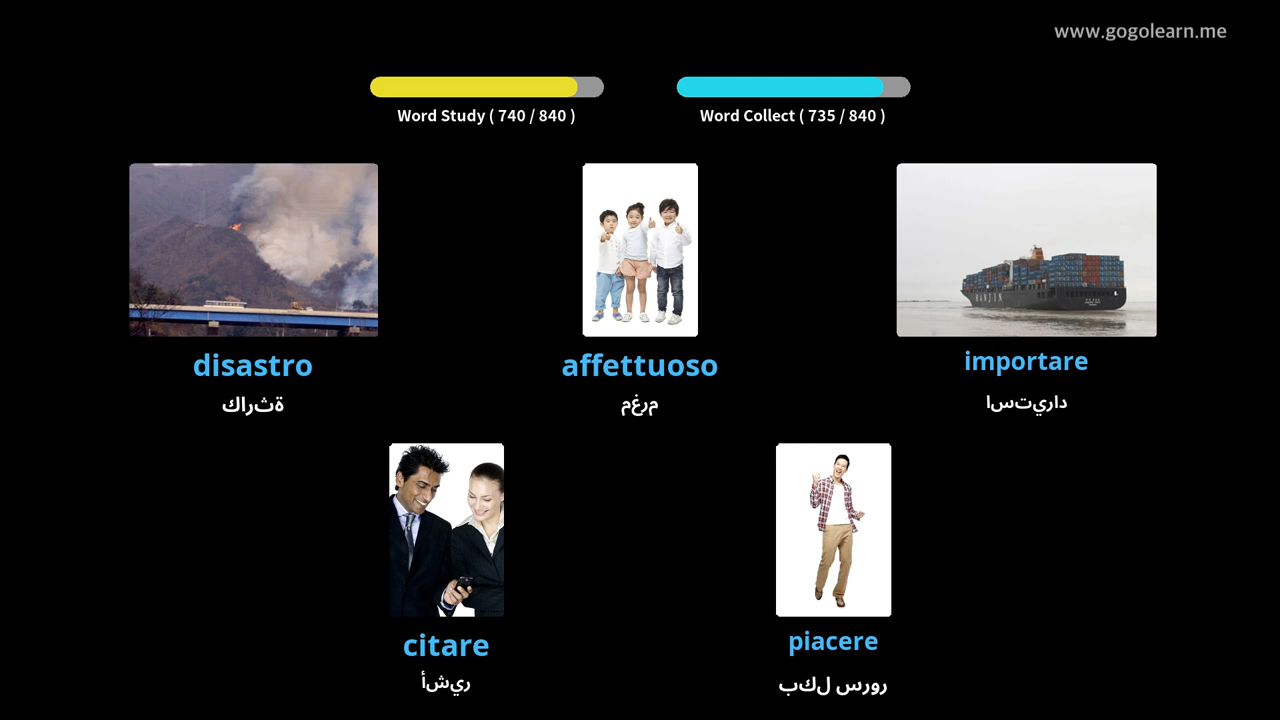 www.gogolearn.me
Word Study ( 740 / 840 )
Word Collect ( 735 / 840 )
HANJIN
disastro
affettuoso
importare
ةثراك
مرغم
داريتسا
citare
piacere
ريشأ
رورس لكب